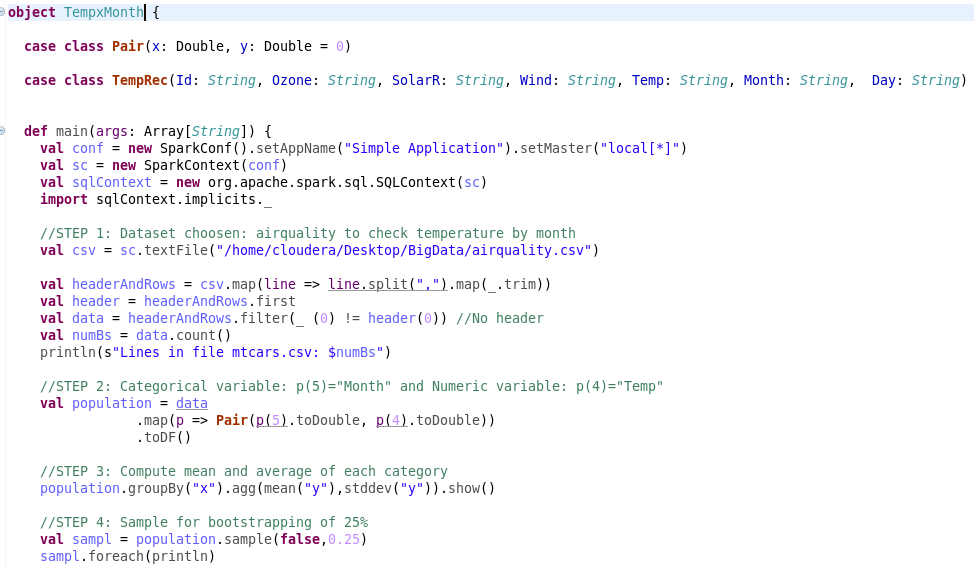 object TempxMonth {
case class Pair(x: Double, y: Double = 0)
case class TempRec(Id: String, Ozone: String, SolarR: String, Wind: String, Temp: String, Month: String,  Day: String)
def main(args: Array[String]) {
val conf = new SparkConf().setAppName("Simple Application").setMaster("local[*]")
val sc = new SparkContext(conf)
val sqlContext = new org.apache.spark.sql.SQLContext(sc)
import sqlContext.implicits._
//STEP 1: Dataset choosen: airquality to check temperature by month
val csv = sc.textFile("/home/cloudera/Desktop/BigData/airquality.csv")
val headerAndRows = csv.map(line => line.split(",").map(_.trim))
val header = headerAndRows.first
val data = headerAndRows.filter(_ (0) != header(0)) //No header
val numBs = data.count()
println(s"Lines in file mtcars.csv: $numBs")
//STEP 2: Categorical variable: p(5)="Month" and Numeric variable: p(4)="Temp"
val population = data
.map(p => Pair(p(5).toDouble, p(4).toDouble))
.toDF()
//STEP 3: Compute mean and average of each category
population.groupBy("x").agg(mean("y"),stddev("y")).show()
//STEP 4: Sample for bootstrapping of 25%
val sampl = population.sample(false,0.25)
sampl.foreach(println)